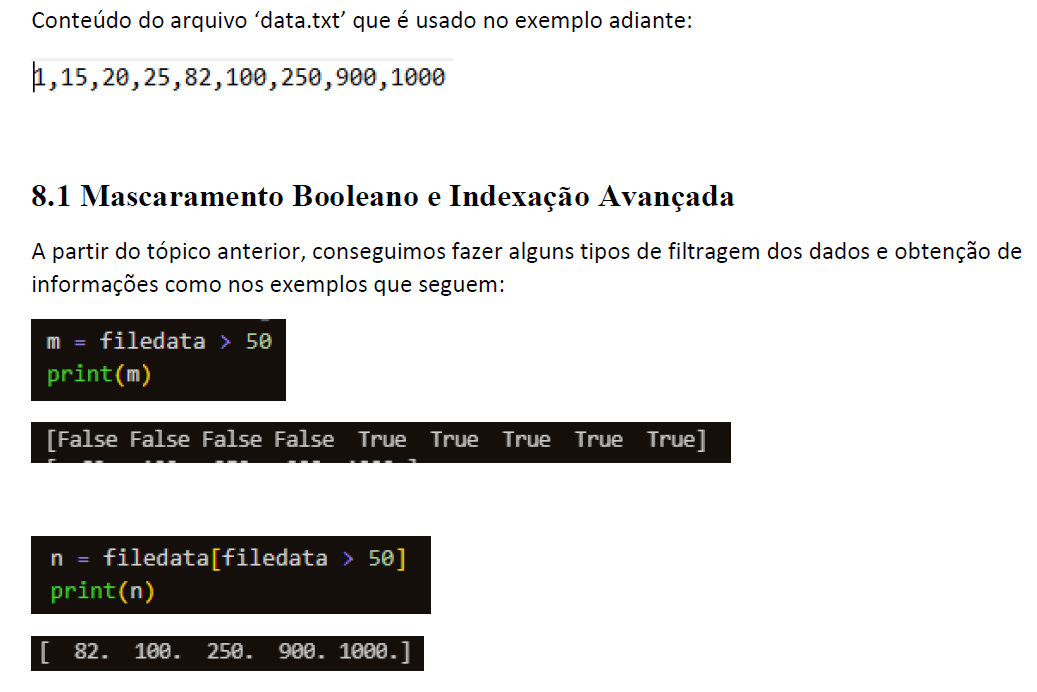 Conteúdo do arquivo ‘data.txt’ que é usado no exemplo adiante:
1,15,20,25,82,100,250,900,1000
8.1 Mascaramento Booleano e Indexação Avançada
A partir do tópico anterior, conseguimos fazer alguns tipos de filtragem dos dados e obtenção de
informações como nos exemplos que seguem:
m = filedata > 50
print(m)
[False False False False  True  True  True  True  True]
n = filedata[filedata > 50]
print(n)
[  82.  100.  250.  900. 1000.]